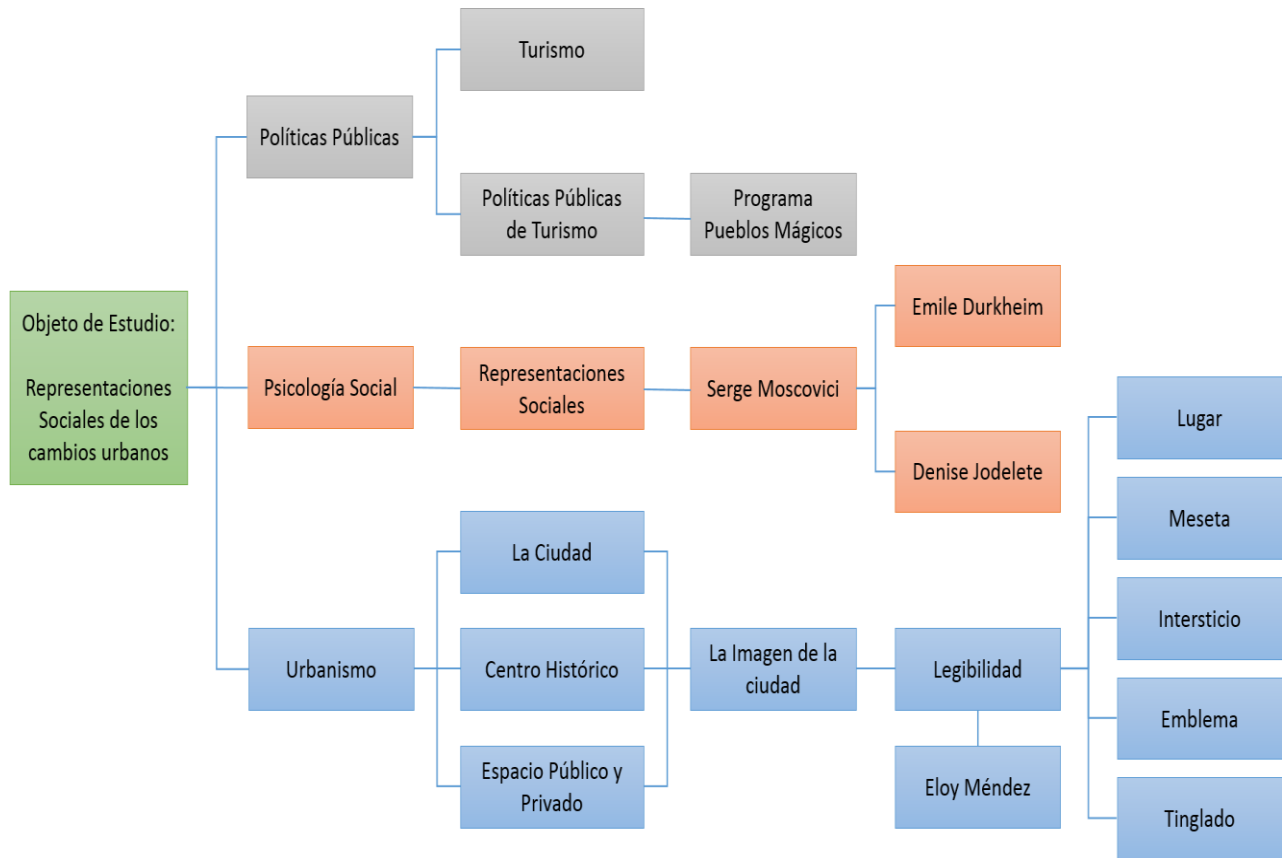 Objeto de Estudio:
Representaciones
Sociales de los
cambios urbanos
Políticas Públicas
Turismo
Políticas Públicas
de Turismo
Programa
Pueblos Mágicos
Psicología Social
Representaciones
Sociales
Serge Moscovici
Emile Durkheim
Denise Jodelete
Urbanismo
La Ciudad
Centro Histórico
Espacio Público y
Privado
La Imagen de la
ciudad
Legibilidad
Eloy Méndez
Lugar
Meseta
Intersticio
Emblema
Tinglado